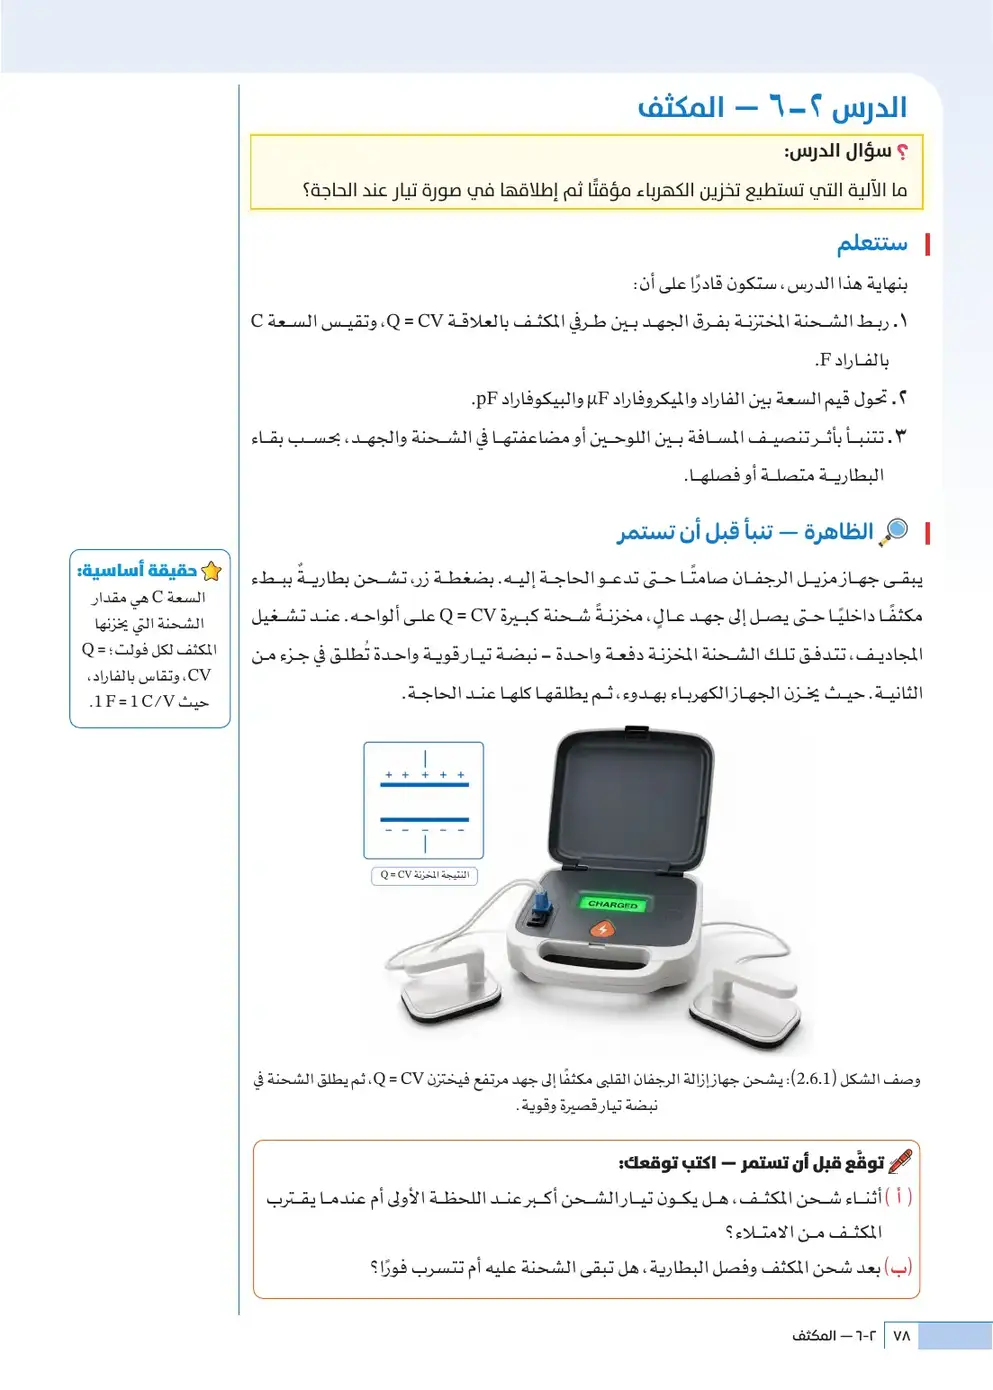 الدرس ٢-٦ — المكثف
؟ سؤال الدرس:
ما الآلية التي تستطيع تخزين الكهرباء مؤقتًا ثم إطلاقها في صورة تيار عند الحاجة؟
ستتعلم
بنهاية هذا الدرس، ستكون قادرًا على أن:
١. ربط الشحنة المختزنة بفرق الجهد بين طرفي المكثف بالعلاقة Q = CV، وتقيس السعة C
بالفاراد F.
٢. تحول قيم السعة بين الفاراد والميكروفاراد µF والبيكوفاراد pF.
٣. تتنبأ بأثر تنصيف المسافة بين اللوحين أو مضاعفتها في الشحنة والجهد، بحسب بقاء
البطارية متصلة أو فصلها.
الظاهرة — تنبأ قبل أن تستمر
يبقى جهاز مزيل الرجفان صامتًا حتى تدعو الحاجة إليه. بضغطة زر، تشحن بطاريةٌ ببطء
مكثفًا داخليًا حتى يصل إلى جهد عالٍ، مخزنةً شحنة كبيرة Q = CV على ألواحه. عند تشغيل
المجاديف، تتدفق تلك الشحنة المخزنة دفعة واحدة – نبضة تيار قوية واحدة تُطلق في جزء من
الثانية. حيث يخزن الجهاز الكهرباء بهدوء، ثم يطلقها كلها عند الحاجة.
حقيقة أساسية:
السعة C هي مقدار
الشحنة التي يخزنها
المكثف لكل فولت؛ Q =
CV، وتقاس بالفاراد،
حيث 1 F = 1 C / V.
+ + + + +
– – – – –
النتيجة المخزنة Q = CV
CHARGED
وصف الشكل (2.6.1): يشحن جهاز إزالة الرجفان القلبي مكثفًا إلى جهد مرتفع فيختزن Q = CV، ثم يطلق الشحنة في
نبضة تيار قصيرة وقوية.
توقَّع قبل أن تستمر — اكتب توقعك:
(أ) أثناء شحن المكثف، هل يكون تيار الشحن أكبر عند اللحظة الأولى أم عندما يقترب
المكثف من الامتلاء؟
(ب) بعد شحن المكثف وفصل البطارية، هل تبقى الشحنة عليه أم تتسرب فورًا؟
٧٨ ٢-٦ — المكثف